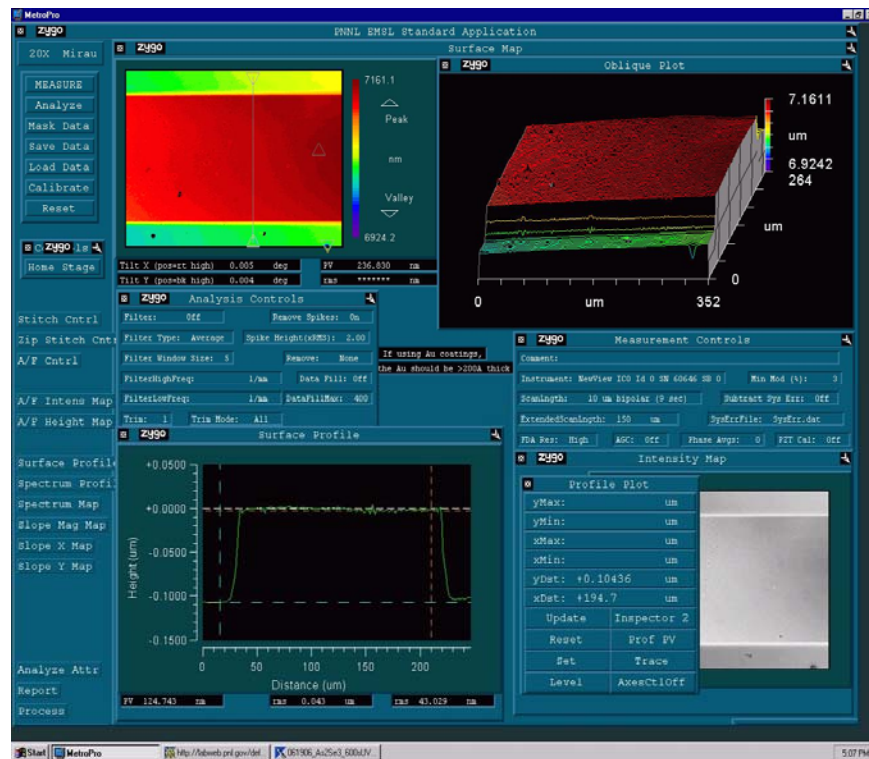 MetroPro
zygo PNNL EMSL Standard Application
20X Mirau
MEASURE
Analyze
Mask Data
Save Data
Load Data
Calibrate
Reset
zygo
Home Stage
Stitch Cntrl
Zip Stitch Cnt
A/F Cntrl
A/F Intens Map
A/F Height Map
Surface Profile
Spectrum Profi
Spectrum Map
Slope Mag Map
Slope X Map
Slope Y Map
Analyze Attr
Report
Process
zygo Surface Map
7161.1
Peak
nm
Valley
6924.2
Tilt X (pos=rt high) 0.005 deg
PV 236.830 nm
Tilt Y (pos=bk high) 0.004 deg
rms ******* nm
zygo Oblique Plot
7.1611
um
6.9242
264
um
0
0 um 352
zygo Analysis Controls
Filter: Off Remove Spikes: On
Filter Type: Average Spike Height(xRMS): 2.00
Filter Window Size: 5 Remove: None
FilterHighFreq: 1/mm Data Fill: Off
FilterLowFreq: 1/mm DataFillMax: 400
Trim: 1 Trim Mode: All
If using Au coatings,
the Au should be >200A thick
zygo Measurement Controls
Comment:
Instrument: NewView IC0 Id 0 SN 60646 SB 0 Min Mod (%): 3
ScanLngth: 10 um bipolar (9 sec) Subtract Sys Err: Off
ExtendedScanLngth: 150 um SysErrFile: SysErr.dat
FDA Res: High AGC: Off Phase Avgs: 0 PZT Cal: Off
zygo Surface Profile
+0.0500
+0.0000
-0.0500
-0.1000
-0.1500
Height (um)
0 50 100 150 200
Distance (um)
PV 124.743 nm
rms 0.043 um
rms 43.029 nm
zygo Intensity Map
Profile Plot
yMax: um
yMin: um
xMax: um
xMin: um
yDst: +0.10436 um
xDst: +194.7 um
Update Inspector 2
Reset Prof PV
Set Trace
Level AxesCtlOff
Start MetroPro http://labweb.pnl.gov/del... 061906_As2Se3_600uUV... 5:07 PM